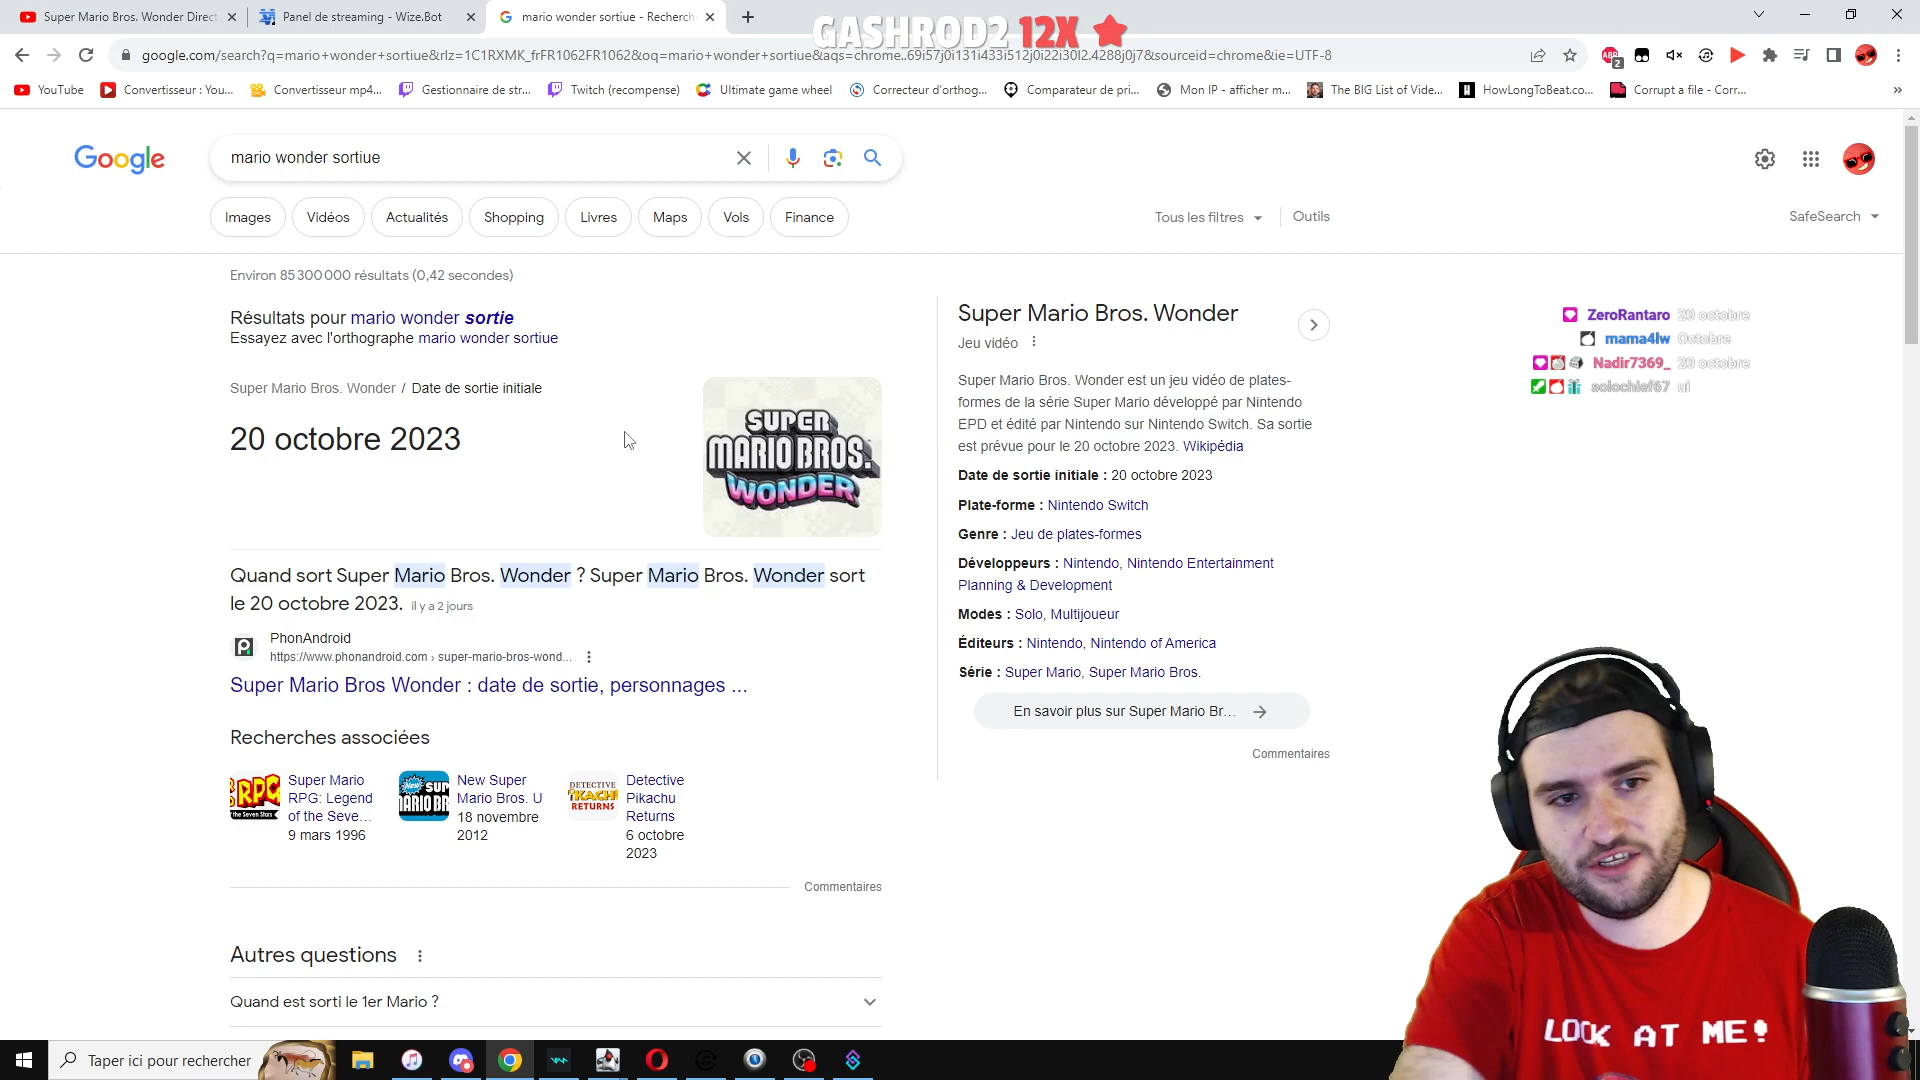 Super Mario Bros. Wonder Direct
Panel de streaming - Wize.Bot
mario wonder sortiue - Recherch
GASHROD2 12X
google.com/search?q=mario+wonder+sortiue&rlz=1C1RXMK_frFR1062FR1062&oq=mario+wonder+sortiue&aqs=chrome..69i57j0i131i433i512j0i22i30l2.4288j0j7&sourceid=chrome&ie=UTF-8
ABP
2
YouTube
Convertisseur : You...
Convertisseur mp4...
Gestionnaire de str...
Twitch (recompense)
Ultimate game wheel
Correcteur d'orthog...
Comparateur de pri...
Mon IP - afficher m...
The BIG List of Vide...
HowLongToBeat.co...
Corrupt a file - Corr...
Google
mario wonder sortiue
Images
Vidéos
Actualités
Shopping
Livres
Maps
Vols
Finance
Tous les filtres
Outils
SafeSearch
Environ 85 300 000 résultats (0,42 secondes)
Résultats pour mario wonder sortie
Essayez avec l'orthographe mario wonder sortiue
Super Mario Bros. Wonder / Date de sortie initiale
20 octobre 2023
SUPER
MARIO BROS.
WONDER
Quand sort Super Mario Bros. Wonder ? Super Mario Bros. Wonder sort
le 20 octobre 2023. il y a 2 jours
PhonAndroid
https://www.phonandroid.com › super-mario-bros-wond...
Super Mario Bros Wonder : date de sortie, personnages ...
Recherches associées
RPG
the Seven Stars
Super Mario
RPG: Legend
of the Seve...
9 mars 1996
New Super
Mario Bros. U
18 novembre
2012
DETECTIVE
RETURNS
Detective
Pikachu
Returns
6 octobre
2023
Commentaires
Autres questions
Quand est sorti le 1er Mario ?
Super Mario Bros. Wonder
Jeu vidéo
Super Mario Bros. Wonder est un jeu vidéo de plates-
formes de la série Super Mario développé par Nintendo
EPD et édité par Nintendo sur Nintendo Switch. Sa sortie
est prévue pour le 20 octobre 2023. Wikipédia
Date de sortie initiale : 20 octobre 2023
Plate-forme : Nintendo Switch
Genre : Jeu de plates-formes
Développeurs : Nintendo, Nintendo Entertainment
Planning & Development
Modes : Solo, Multijoueur
Éditeurs : Nintendo, Nintendo of America
Série : Super Mario, Super Mario Bros.
En savoir plus sur Super Mario Br...
Commentaires
ZeroRantaro 20 octobre
mama4lw Octobre
Nadir7369_ 20 octobre
solochief67 ui
LOOK AT ME!
Taper ici pour rechercher